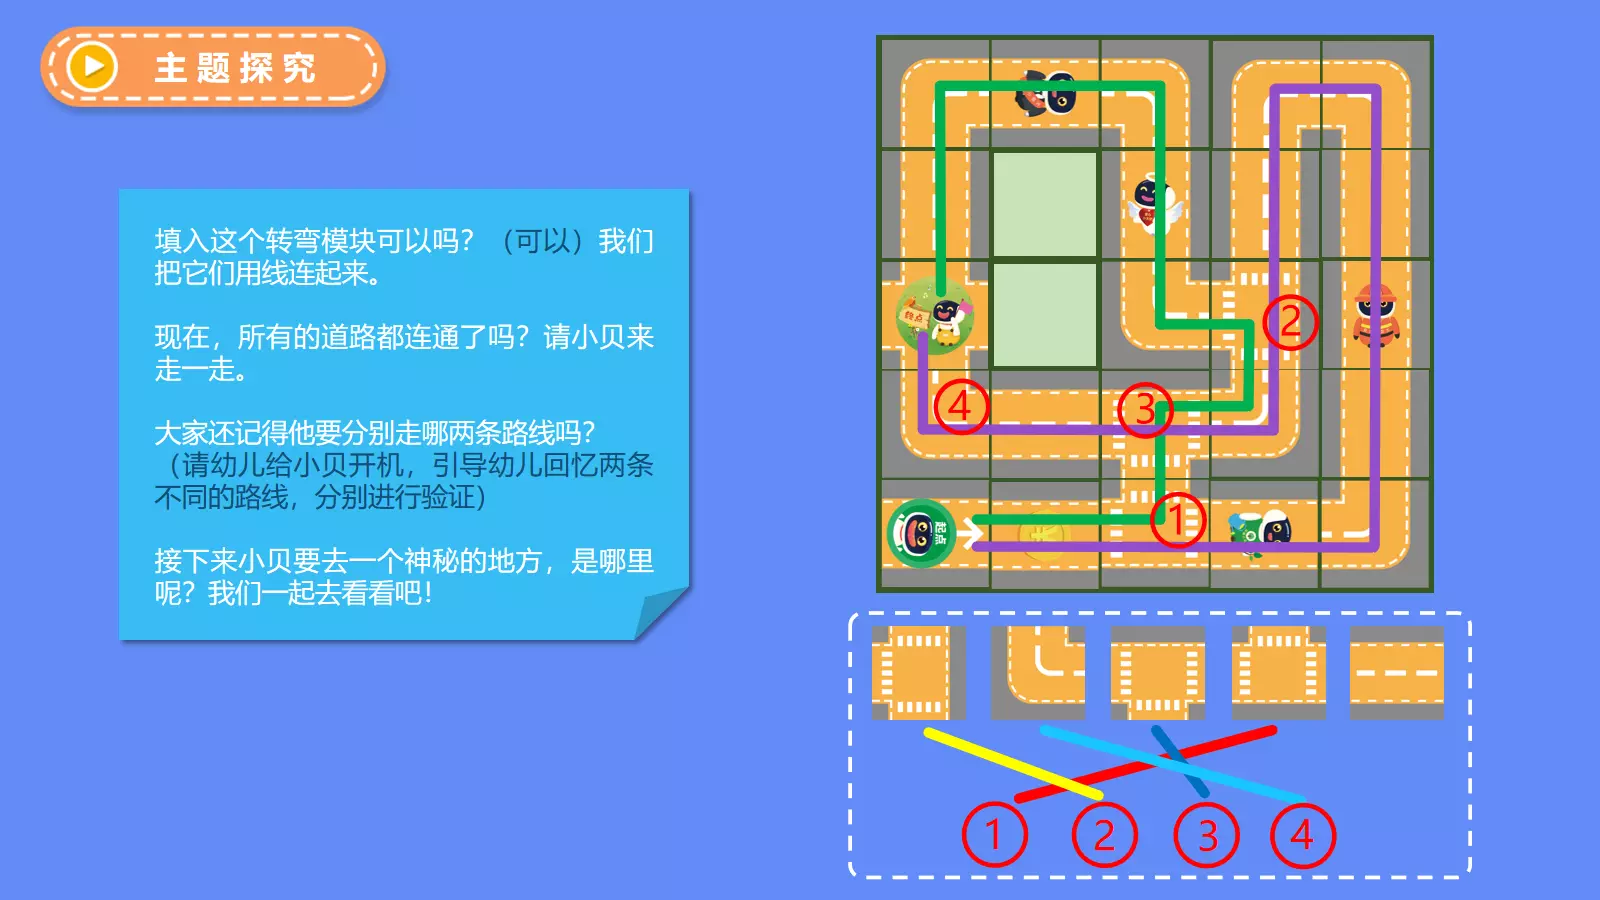 主题探究
填入这个转弯模块可以吗？（可以）我们
把它们用线连起来。
现在，所有的道路都连通了吗？请小贝来
走一走。
大家还记得他要分别走哪两条路线吗？
（请幼儿给小贝开机，引导幼儿回忆两条
不同的路线，分别进行验证）
接下来小贝要去一个神秘的地方，是哪里
呢？我们一起去看看吧！
终点
②
④
③
①
起点
① ② ③ ④